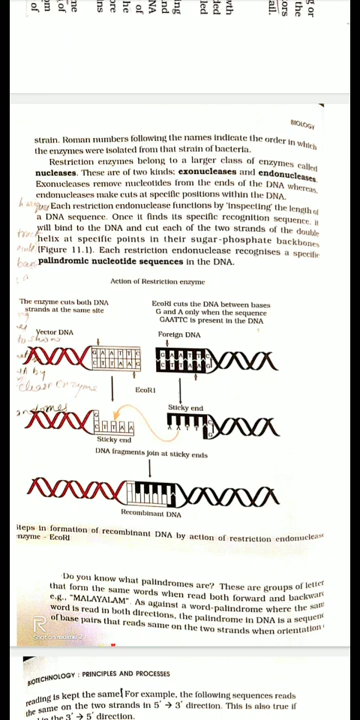 BIOLOGY
strain. Roman numbers following the names indicate the order in which
the enzymes were isolated from that strain of bacteria.
Restriction enzymes belong to a larger class of enzymes called
nucleases. These are of two kinds; exonucleases and endonucleases.
Exonucleases remove nucleotides from the ends of the DNA whereas,
endonucleases make cuts at specific positions within the DNA.
Each restriction endonuclease functions by 'inspecting' the length of
a DNA sequence. Once it finds its specific recognition sequence, it
will bind to the DNA and cut each of the two strands of the double
helix at specific points in their sugar-phosphate backbones
(Figure 11.1). Each restriction endonuclease recognises a specific
palindromic nucleotide sequences in the DNA.
Action of Restriction enzyme
The enzyme cuts both DNA
strands at the same site
EcoRI cuts the DNA between bases
G and A only when the sequence
GAATTC is present in the DNA
Vector DNA
Foreign DNA
EcoRI
Sticky end
Sticky end
DNA fragments join at sticky ends
Recombinant DNA
Steps in formation of recombinant DNA by action of restriction endonuclease
enzyme - EcoRI
Do you know what palindromes are? These are groups of letter
that form the same words when read both forward and backward
e.g., "MALAYALAM". As against a word-palindrome where the same
word is read in both directions, the palindrome in DNA is a sequence
of base pairs that reads same on the two strands when orientation
BIOTECHNOLOGY : PRINCIPLES AND PROCESSES
reading is kept the same. For example, the following sequences reads
the same on the two strands in 5' → 3' direction. This is also true if
in the 3' → 5' direction.